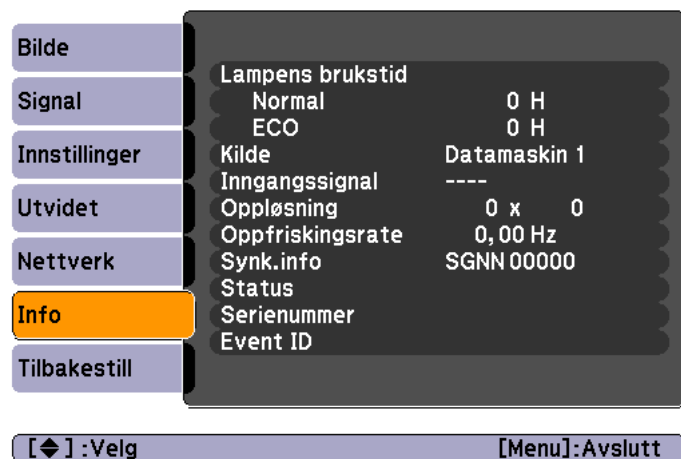 Bilde
Signal
Innstillinger
Utvidet
Nettverk
Info
Tilbakestill
Lampens brukstid
Normal 0 H
ECO 0 H
Kilde Datamaskin 1
Inngangssignal ----
Oppløsning 0 x 0
Oppfriskingsrate 0,00 Hz
Synk.info SGNN 00000
Status
Serienummer
Event ID
[◆] :Velg [Menu]:Avslutt